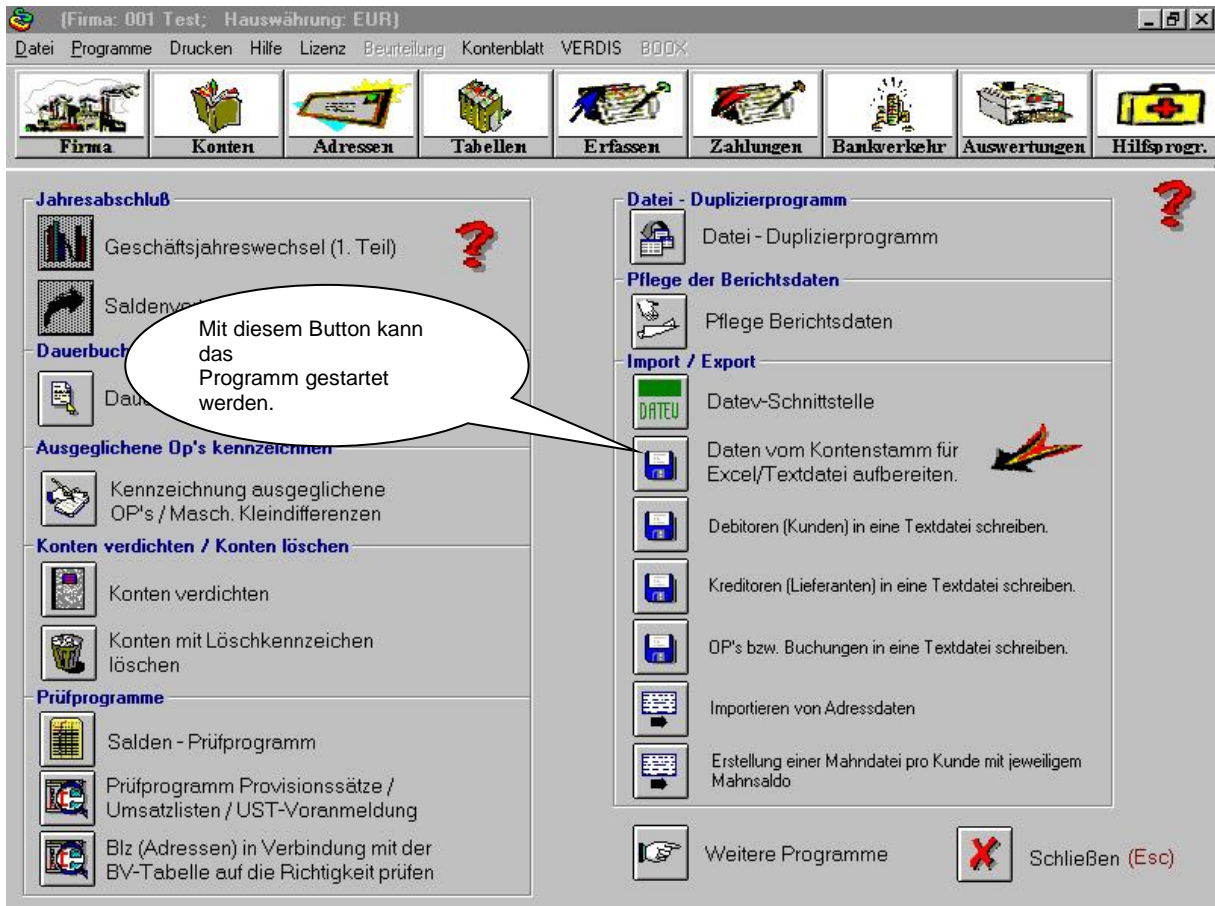 (Firma: 001 Test; Hauswährung: EUR)
Datei Programme Drucken Hilfe Lizenz Beurteilung Kontenblatt VERDIS BOOX
Firma Konten Adressen Tabellen Erfassen Zahlungen Bankverkehr Auswertungen Hilfsprogr.
Jahresabschluß
Geschäftsjahreswechsel (1. Teil)
Mit diesem Button kann
das
Programm gestartet
werden.
Ausgeglichene Op's kennzeichnen
Kennzeichnung ausgeglichene
OP's / Masch. Kleindifferenzen
Konten verdichten / Konten löschen
Konten verdichten
Konten mit Löschkennzeichen
löschen
Prüfprogramme
Salden - Prüfprogramm
Prüfprogramm Provisionssätze /
Umsatzlisten / UST-Voranmeldung
Blz (Adressen) in Verbindung mit der
BV-Tabelle auf die Richtigkeit prüfen
Datei - Duplizierprogramm
Datei - Duplizierprogramm
Pflege der Berichtsdaten
Pflege Berichtsdaten
Import / Export
DATEV
Datev-Schnittstelle
Daten vom Kontenstamm für
Excel/Textdatei aufbereiten.
Debitoren (Kunden) in eine Textdatei schreiben.
Kreditoren (Lieferanten) in eine Textdatei schreiben.
OP's bzw. Buchungen in eine Textdatei schreiben.
Importieren von Adressdaten
Erstellung einer Mahndatei pro Kunde mit jeweiligem
Mahnsaldo
Weitere Programme
Schließen (Esc)